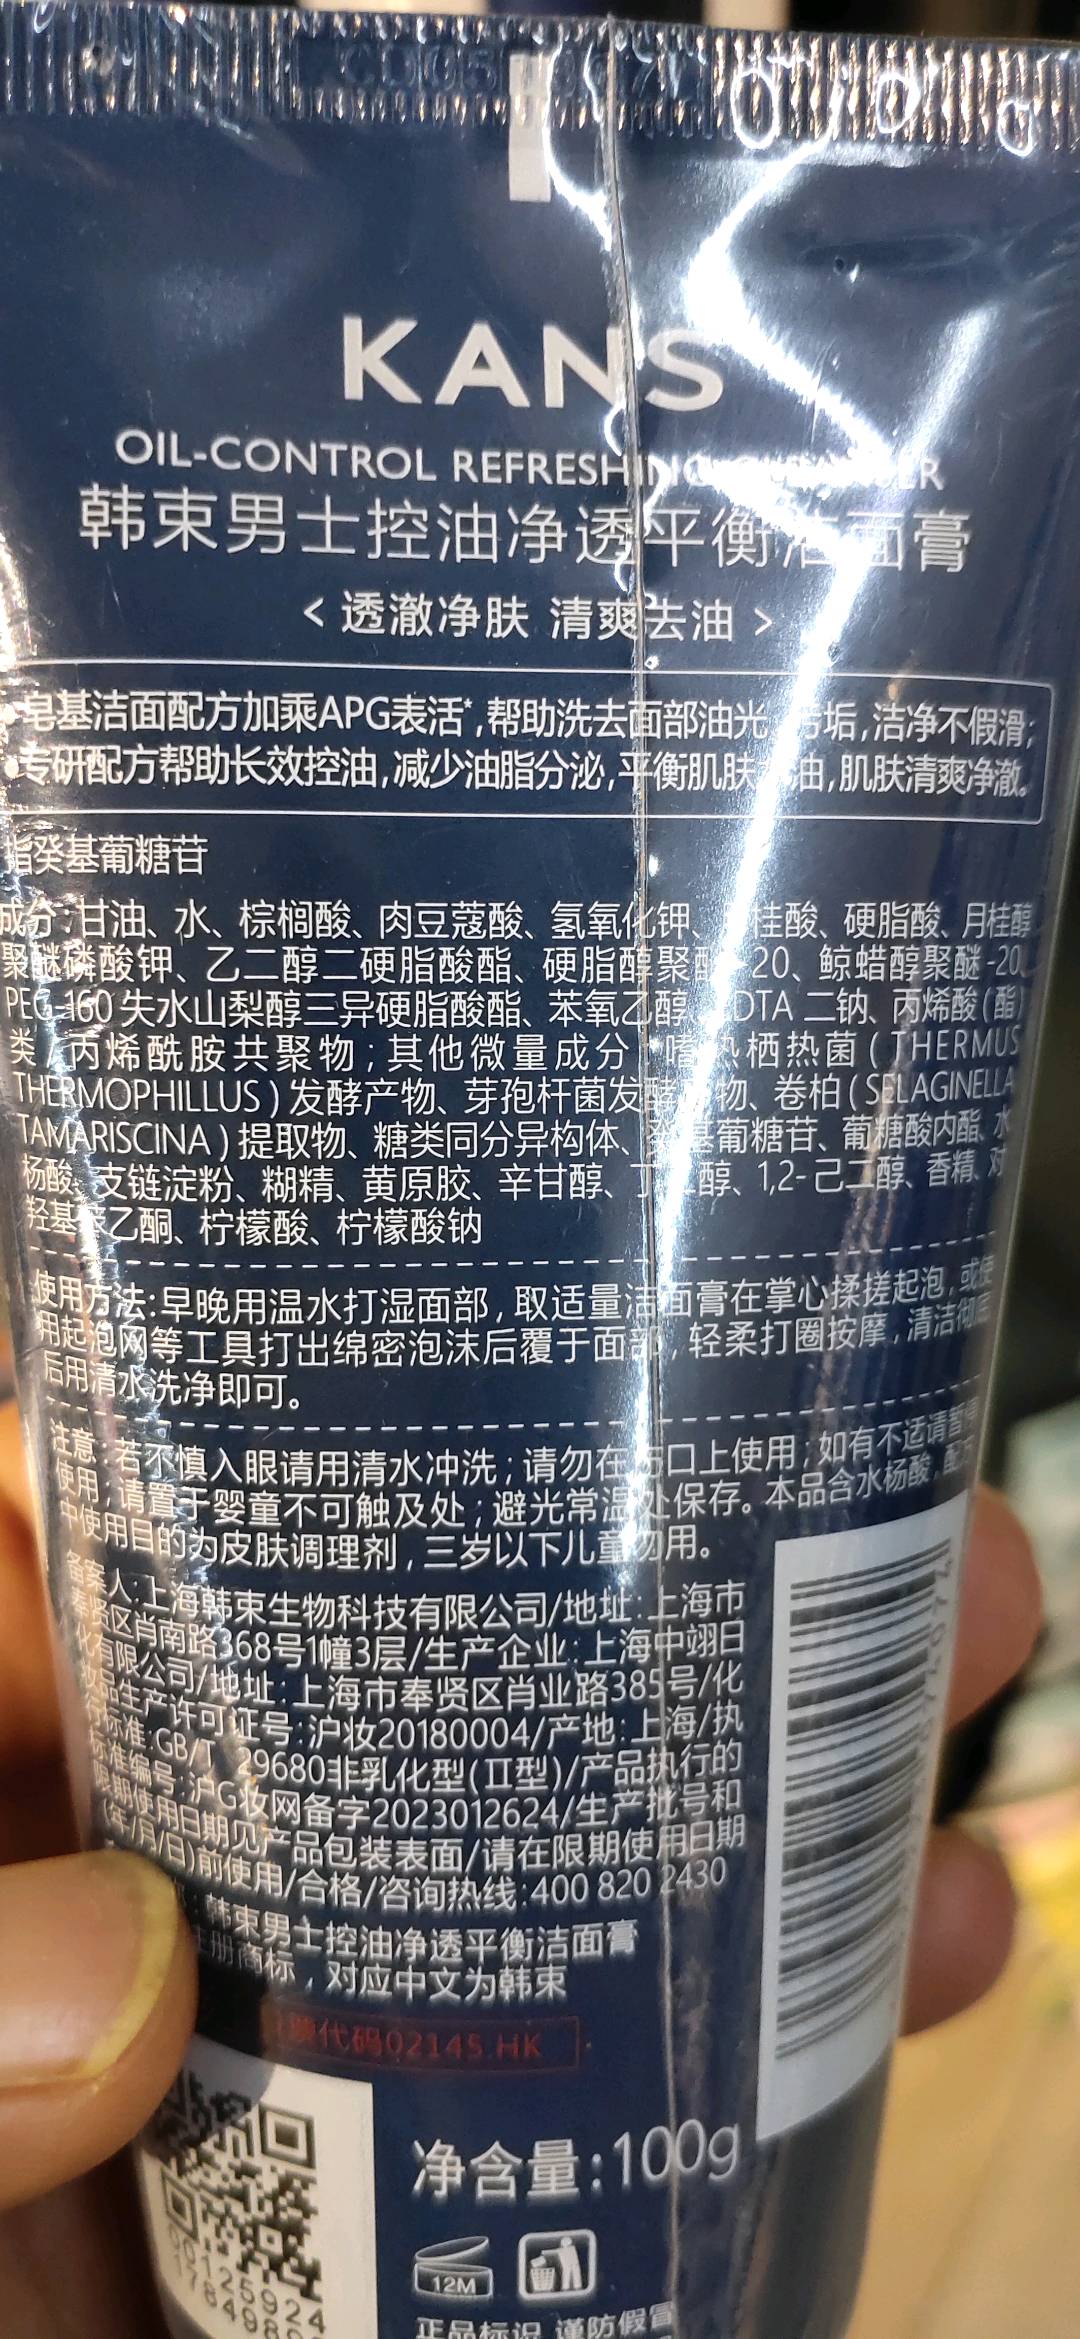 KANS
OIL-CONTROL REFRESHING
韩束男士控油净透平衡洁面膏
<透澈净肤 清爽去油>
•皂基洁面配方加乘APG表活*,帮助洗去面部油光 污垢,洁净不假滑;
•专研配方帮助长效控油,减少油脂分泌,平衡肌肤 油,肌肤清爽净澈。
指癸基葡糖苷
成分:甘油、水、棕榈酸、肉豆蔻酸、氢氧化钾、 桂酸、硬脂酸、月桂醇
聚醚磷酸钾、乙二醇二硬脂酸酯、硬脂醇聚醚 20、鲸蜡醇聚醚-20、
PEG-160失水山梨醇三异硬脂酸酯、苯氧乙醇 DTA 二钠、丙烯酸(酯)
类/丙烯酰胺共聚物;其他微量成分:嗜热栖热菌(THERMUS
THERMOPHILLUS)发酵产物、芽孢杆菌发酵 物、卷柏(SELAGINELLA
TAMARISCINA)提取物、糖类同分异构体、癸基葡糖苷、葡糖酸内酯、水
杨酸、支链淀粉、糊精、黄原胶、辛甘醇、丁 醇、1,2-己二醇、香精、对
羟基苯乙酮、柠檬酸、柠檬酸钠
使用方法:早晚用温水打湿面部,取适量洁面膏在掌心揉搓起泡,或使
用起泡网等工具打出绵密泡沫后覆于面部,轻柔打圈按摩,清洁彻底
后用清水洗净即可。
注意:若不慎入眼请用清水冲洗;请勿在伤口上使用;如有不适请暂停
使用;请置于婴童不可触及处;避光常温处保存。本品含水杨酸,配方
中使用目的为皮肤调理剂,三岁以下儿童勿用。
备案人:上海韩束生物科技有限公司/地址:上海市
奉贤区肖南路368号1幢3层/生产企业:上海中翊日
化有限公司/地址:上海市奉贤区肖业路385号/化
妆品生产许可证号:沪妆20180004/产地:上海/执
行标准:GB/T 29680非乳化型(Ⅱ型)/产品执行的
标准编号:沪G妆网备字2023012624/生产批号和
限期使用日期见产品包装表面/请在限期使用日期
(年/月/日)前使用/合格/咨询热线:400 820 2430
:韩束男士控油净透平衡洁面膏
注册商标,对应中文为韩束
代码02145.HK
净含量:100g
12M
正品标识 谨防假冒